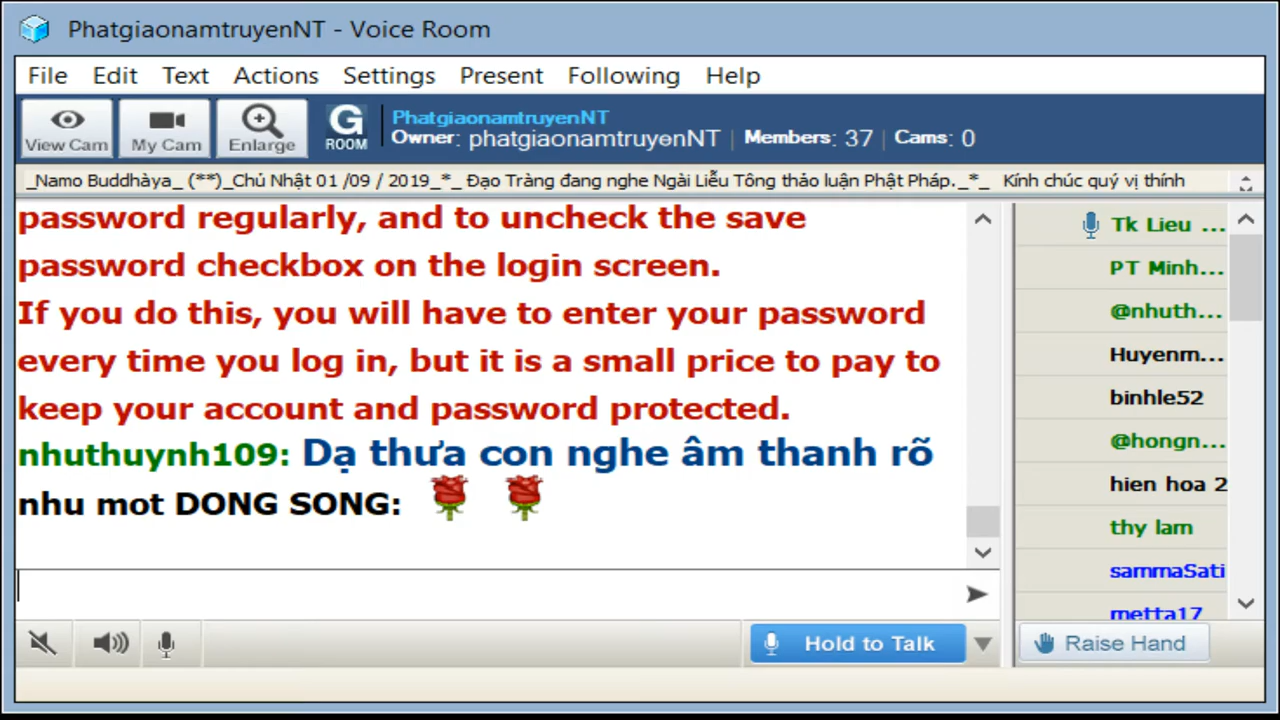 PhatgiaonamtruyenNT - Voice Room
File Edit Text Actions Settings Present Following Help
View Cam My Cam Enlarge G ROOM
PhatgiaonamtruyenNT
Owner: phatgiaonamtruyenNT | Members: 37 | Cams: 0
_Namo Buddhàya_ (**)_Chủ Nhật 01 /09 / 2019_*_ Đạo Tràng đang nghe Ngài Liễu Tông thảo luận Phật Pháp._*_ Kính chúc quý vị thính
password regularly, and to uncheck the save
password checkbox on the login screen.
If you do this, you will have to enter your password
every time you log in, but it is a small price to pay to
keep your account and password protected.
nhuthuynh109: Dạ thưa con nghe âm thanh rõ
nhu mot DONG SONG:
Tk Lieu ...
PT Minh...
@nhuth...
Huyenm...
binhle52
@hongn...
hien hoa 2
thy lam
sammaSati
metta17
Hold to Talk
Raise Hand